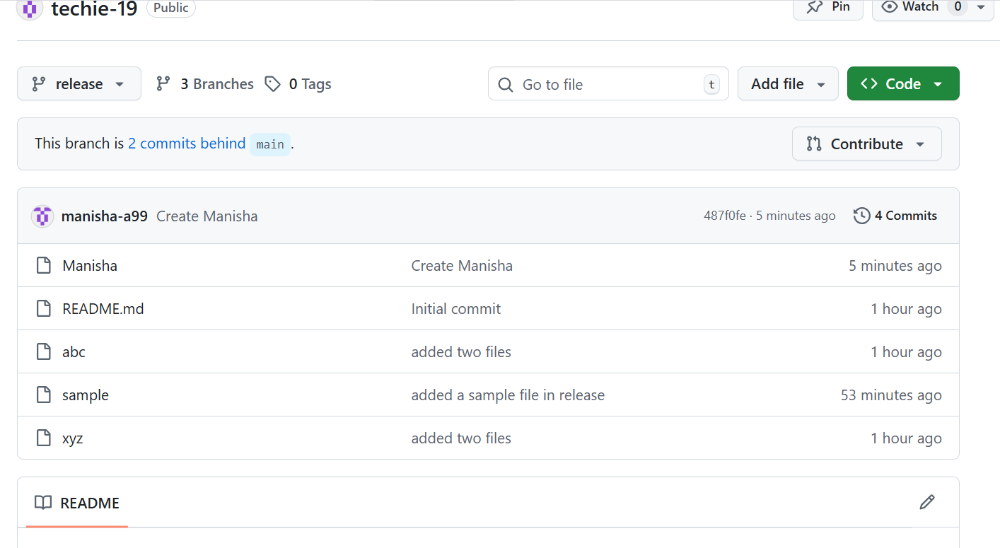 techie-19 Public Pin Watch 0
release 3 Branches 0 Tags Go to file t Add file Code
This branch is 2 commits behind main . Contribute
manisha-a99 Create Manisha 487f0fe · 5 minutes ago 4 Commits
Manisha Create Manisha 5 minutes ago
README.md Initial commit 1 hour ago
abc added two files 1 hour ago
sample added a sample file in release 53 minutes ago
xyz added two files 1 hour ago
README